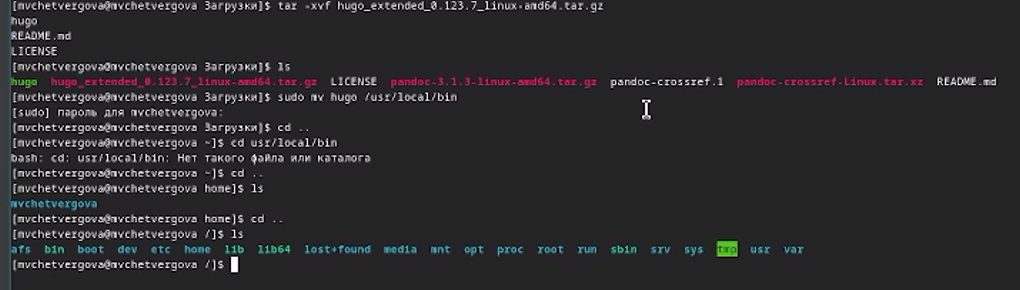 [mvchetvergova@mvchetvergova Загрузки]$ tar -xvf hugo_extended_0.123.7_linux-amd64.tar.gz
hugo
README.md
LICENSE
[mvchetvergova@mvchetvergova Загрузки]$ ls
hugo hugo_extended_0.123.7_linux-amd64.tar.gz LICENSE pandoc-3.1.3-linux-amd64.tar.gz pandoc-crossref.1 pandoc-crossref-Linux.tar.xz README.md
[mvchetvergova@mvchetvergova Загрузки]$ sudo mv hugo /usr/local/bin
[sudo] пароль для mvchetvergova:
[mvchetvergova@mvchetvergova Загрузки]$ cd ..
[mvchetvergova@mvchetvergova ~]$ cd usr/local/bin
bash: cd: usr/local/bin: Нет такого файла или каталога
[mvchetvergova@mvchetvergova ~]$ cd ..
[mvchetvergova@mvchetvergova home]$ ls
mvchetvergova
[mvchetvergova@mvchetvergova home]$ cd ..
[mvchetvergova@mvchetvergova /]$ ls
afs bin boot dev etc home lib lib64 lost+found media mnt opt proc root run sbin srv sys tmp usr var
[mvchetvergova@mvchetvergova /]$